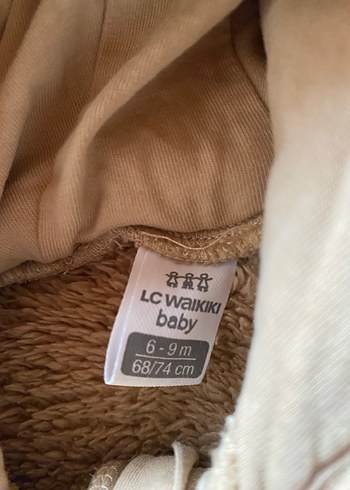 LC WAIKIKI
baby
6 - 9 m
68/74 cm